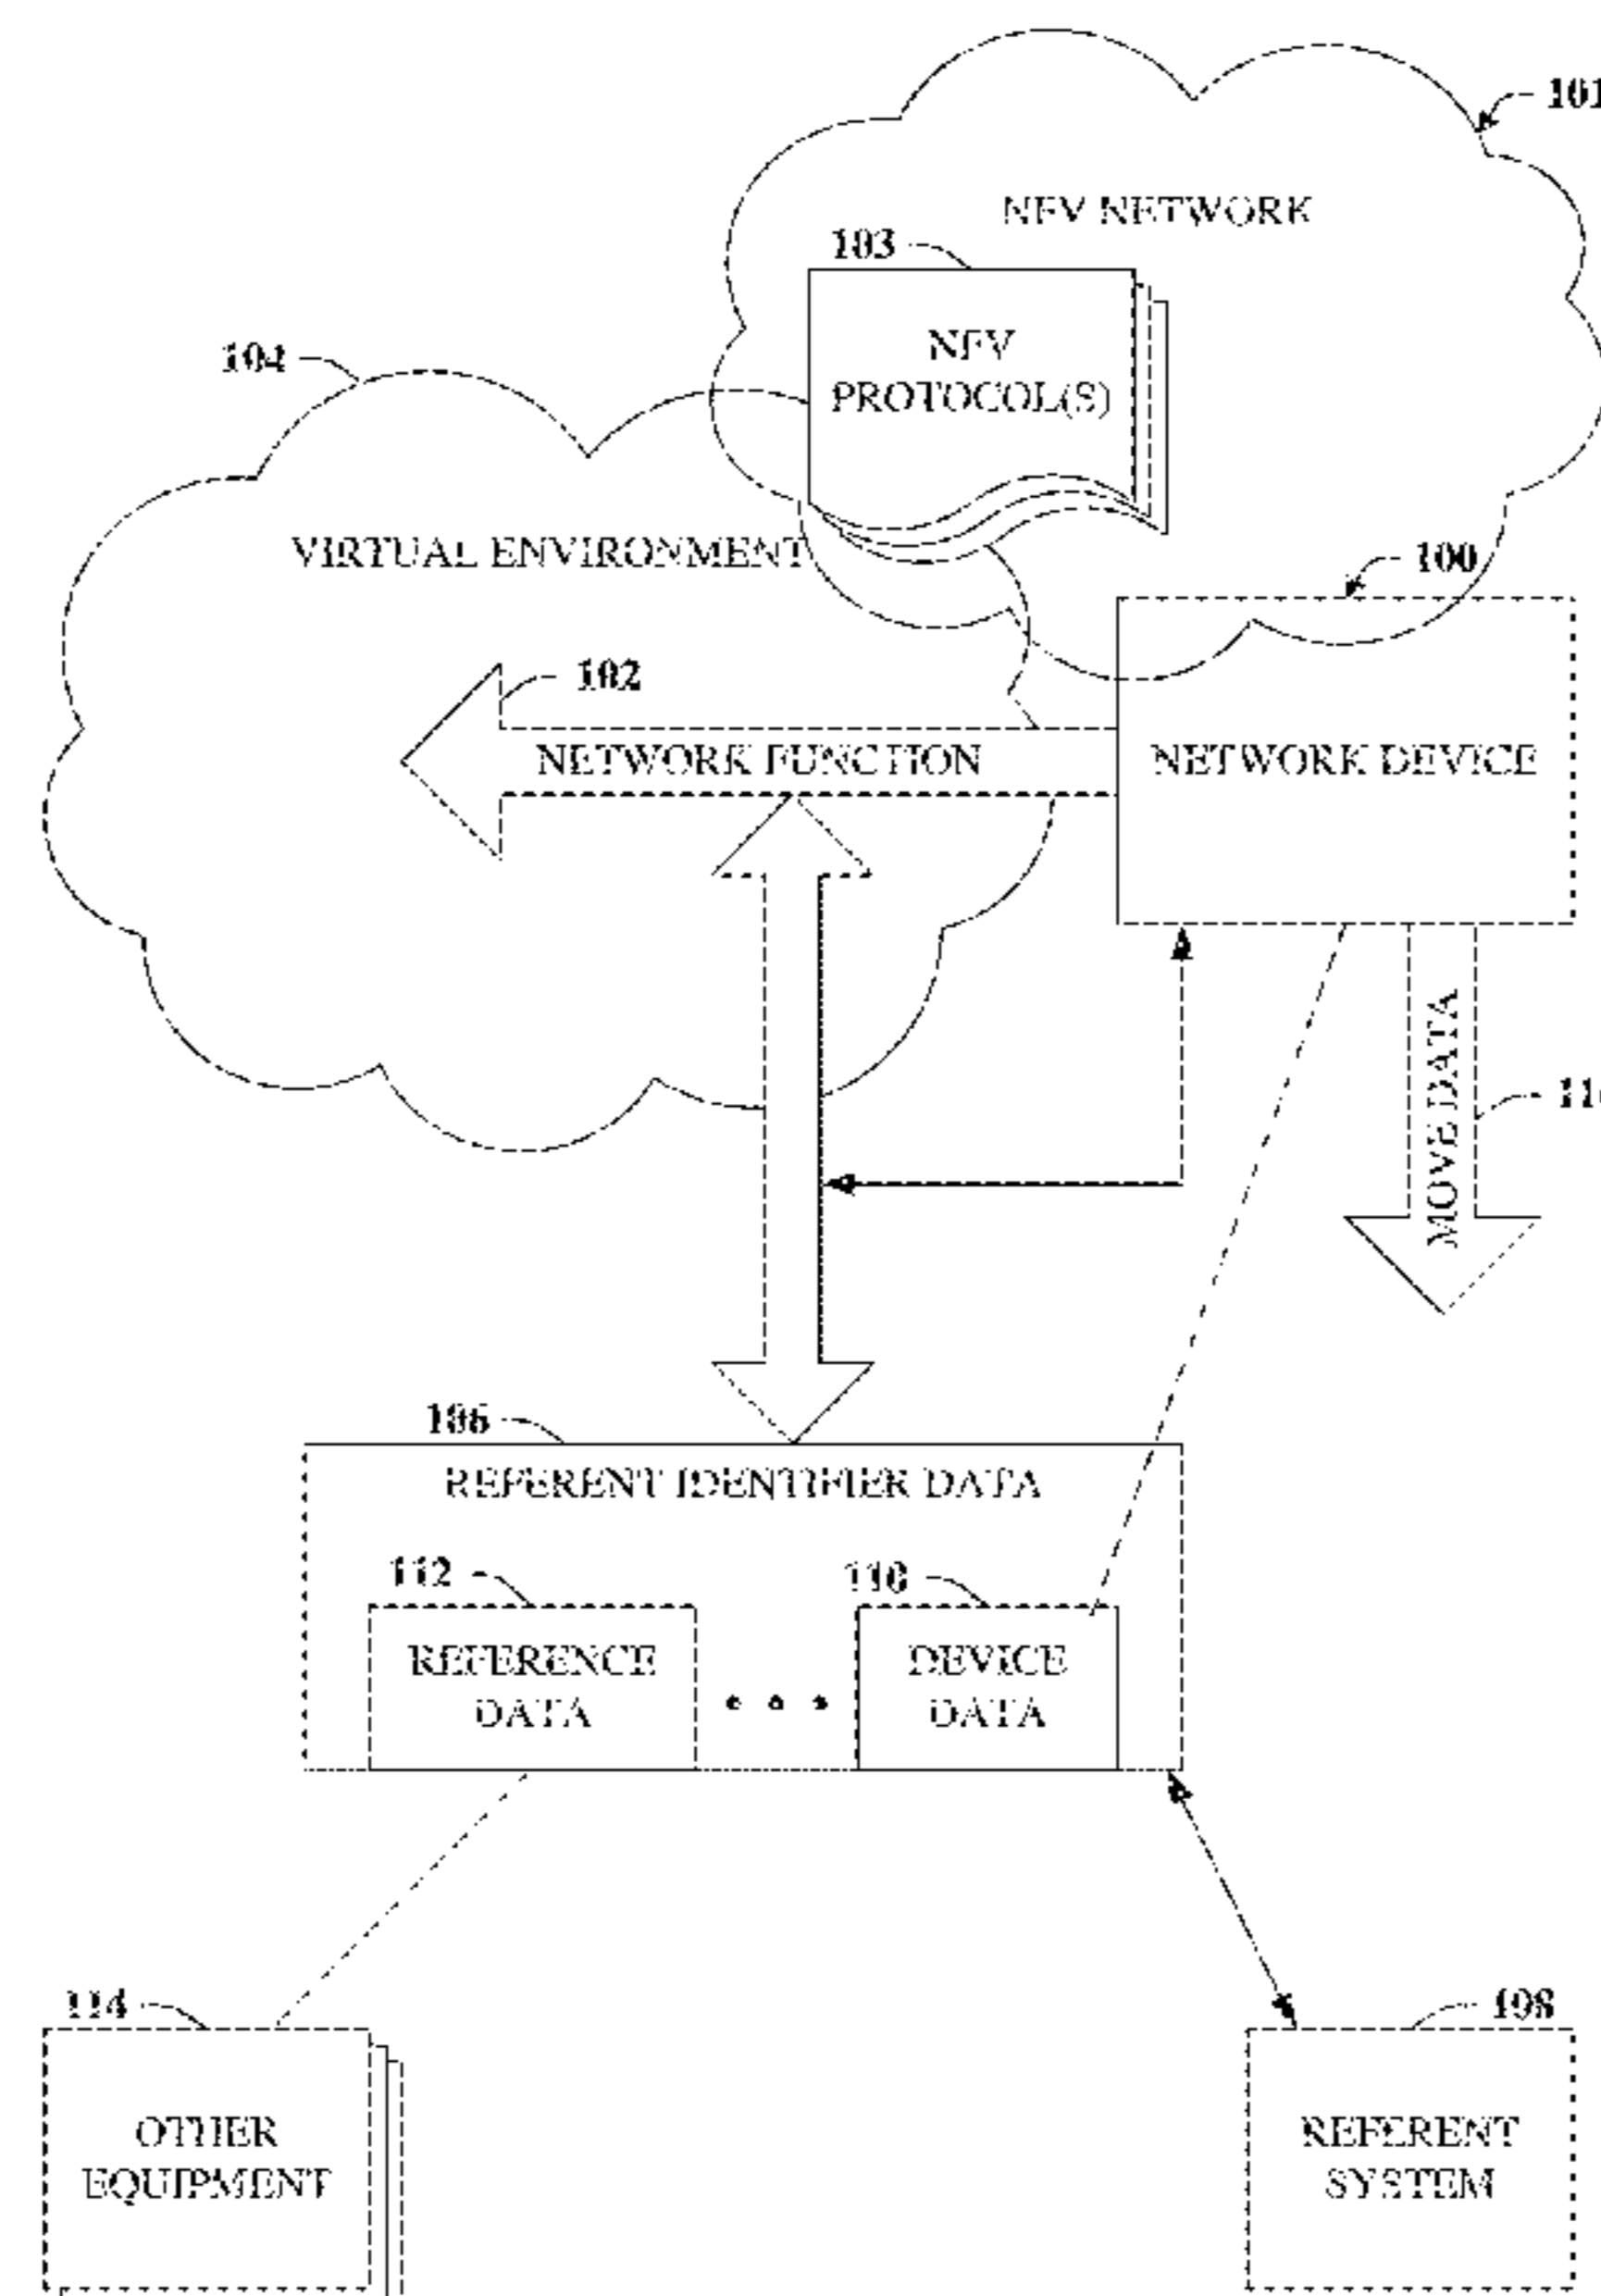 101
NFV NETWORK
103
NFV
PROTOCOL(S)
104
VIRTUAL ENVIRONMENT
100
102
NETWORK FUNCTION
NETWORK DEVICE
MOVE DATA
106
REFERENT IDENTIFIER DATA
112
110
REFERENCE
DATA
DEVICE
DATA
114
108
OTHER
EQUIPMENT
REFERENT
SYSTEM